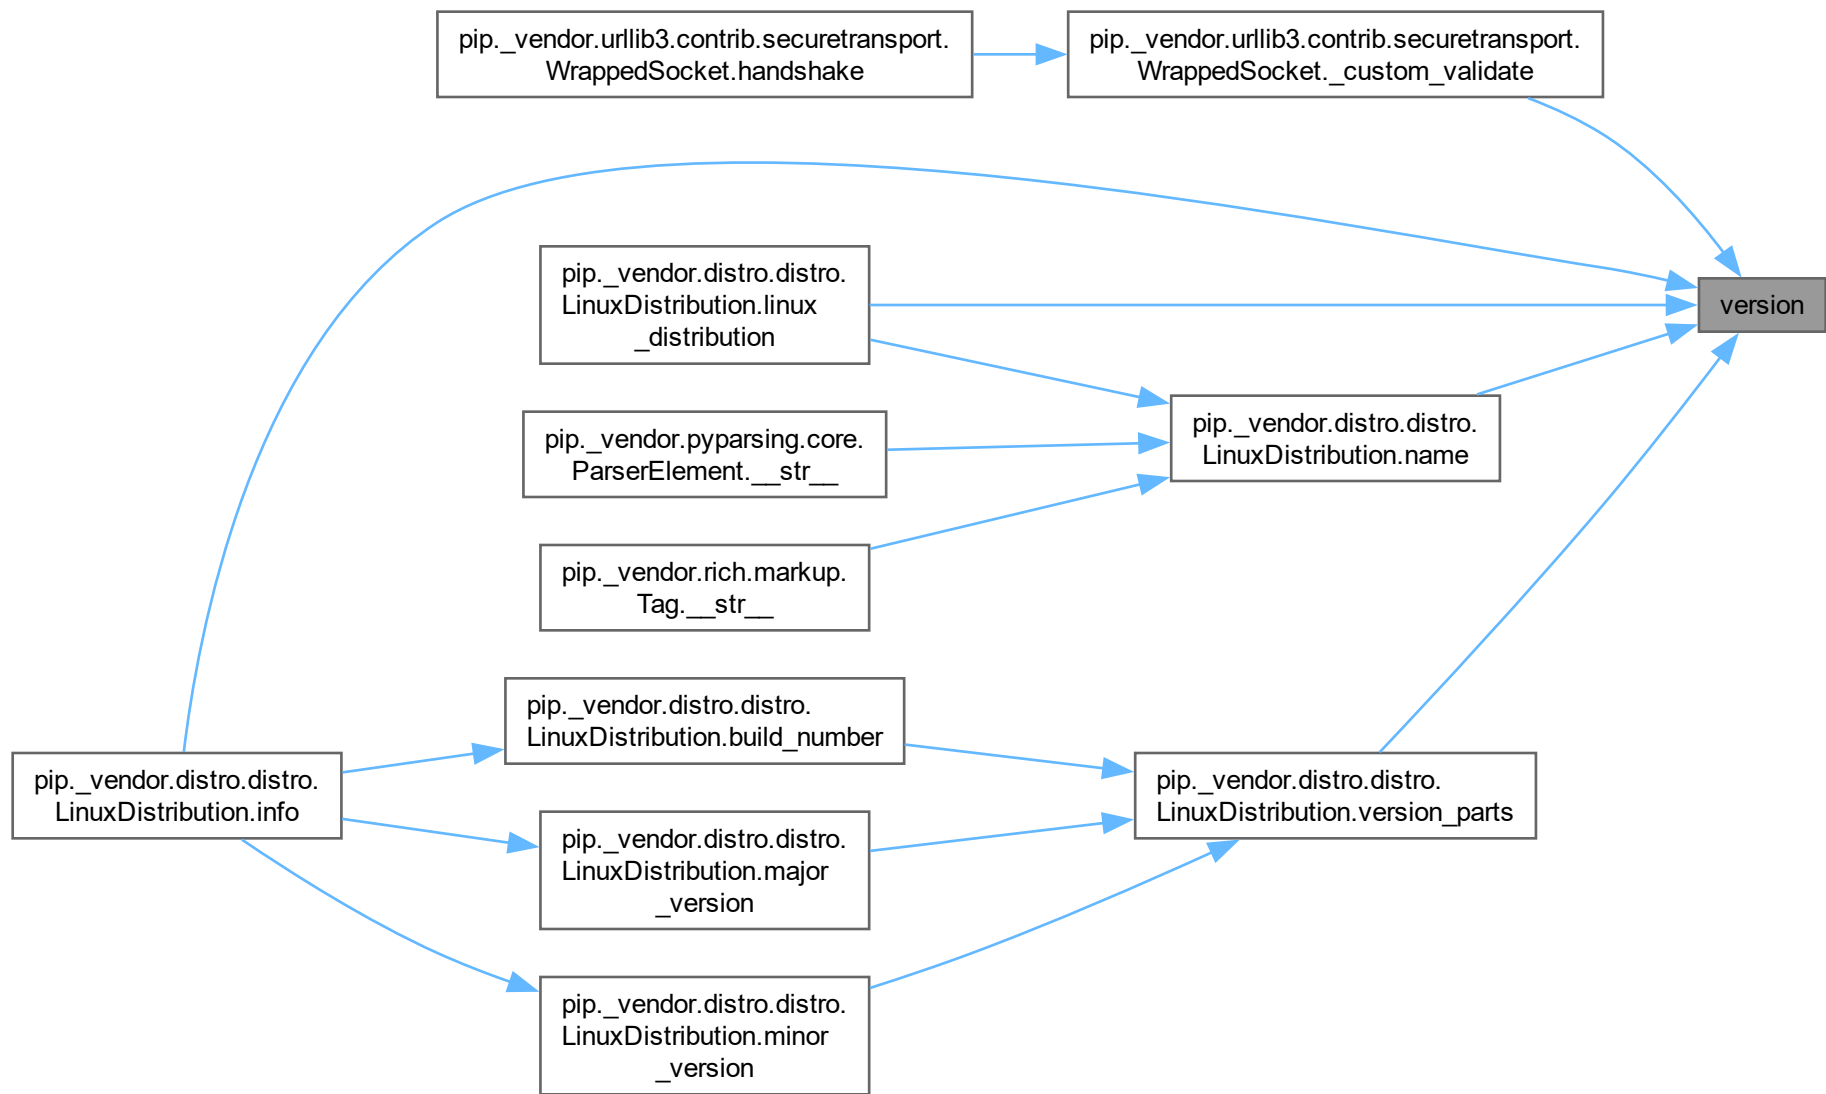 pip._vendor.urllib3.contrib.securetransport.
WrappedSocket.handshake
pip._vendor.urllib3.contrib.securetransport.
WrappedSocket._custom_validate
pip._vendor.distro.distro.
LinuxDistribution.linux
_distribution
version
pip._vendor.pyparsing.core.
ParserElement.__str__
pip._vendor.distro.distro.
LinuxDistribution.name
pip._vendor.rich.markup.
Tag.__str__
pip._vendor.distro.distro.
LinuxDistribution.build_number
pip._vendor.distro.distro.
LinuxDistribution.info
pip._vendor.distro.distro.
LinuxDistribution.version_parts
pip._vendor.distro.distro.
LinuxDistribution.major
_version
pip._vendor.distro.distro.
LinuxDistribution.minor
_version